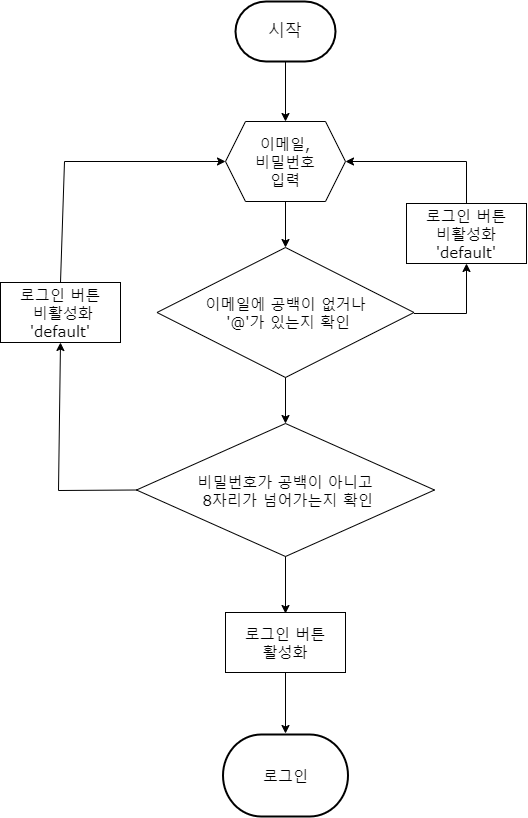 시작
이메일,
비밀번호
입력
로그인 버튼
비활성화
'default'
이메일에 공백이 없거나
'@'가 있는지 확인
로그인 버튼
비활성화
'default'
비밀번호가 공백이 아니고
8자리가 넘어가는지 확인
로그인 버튼
활성화
로그인